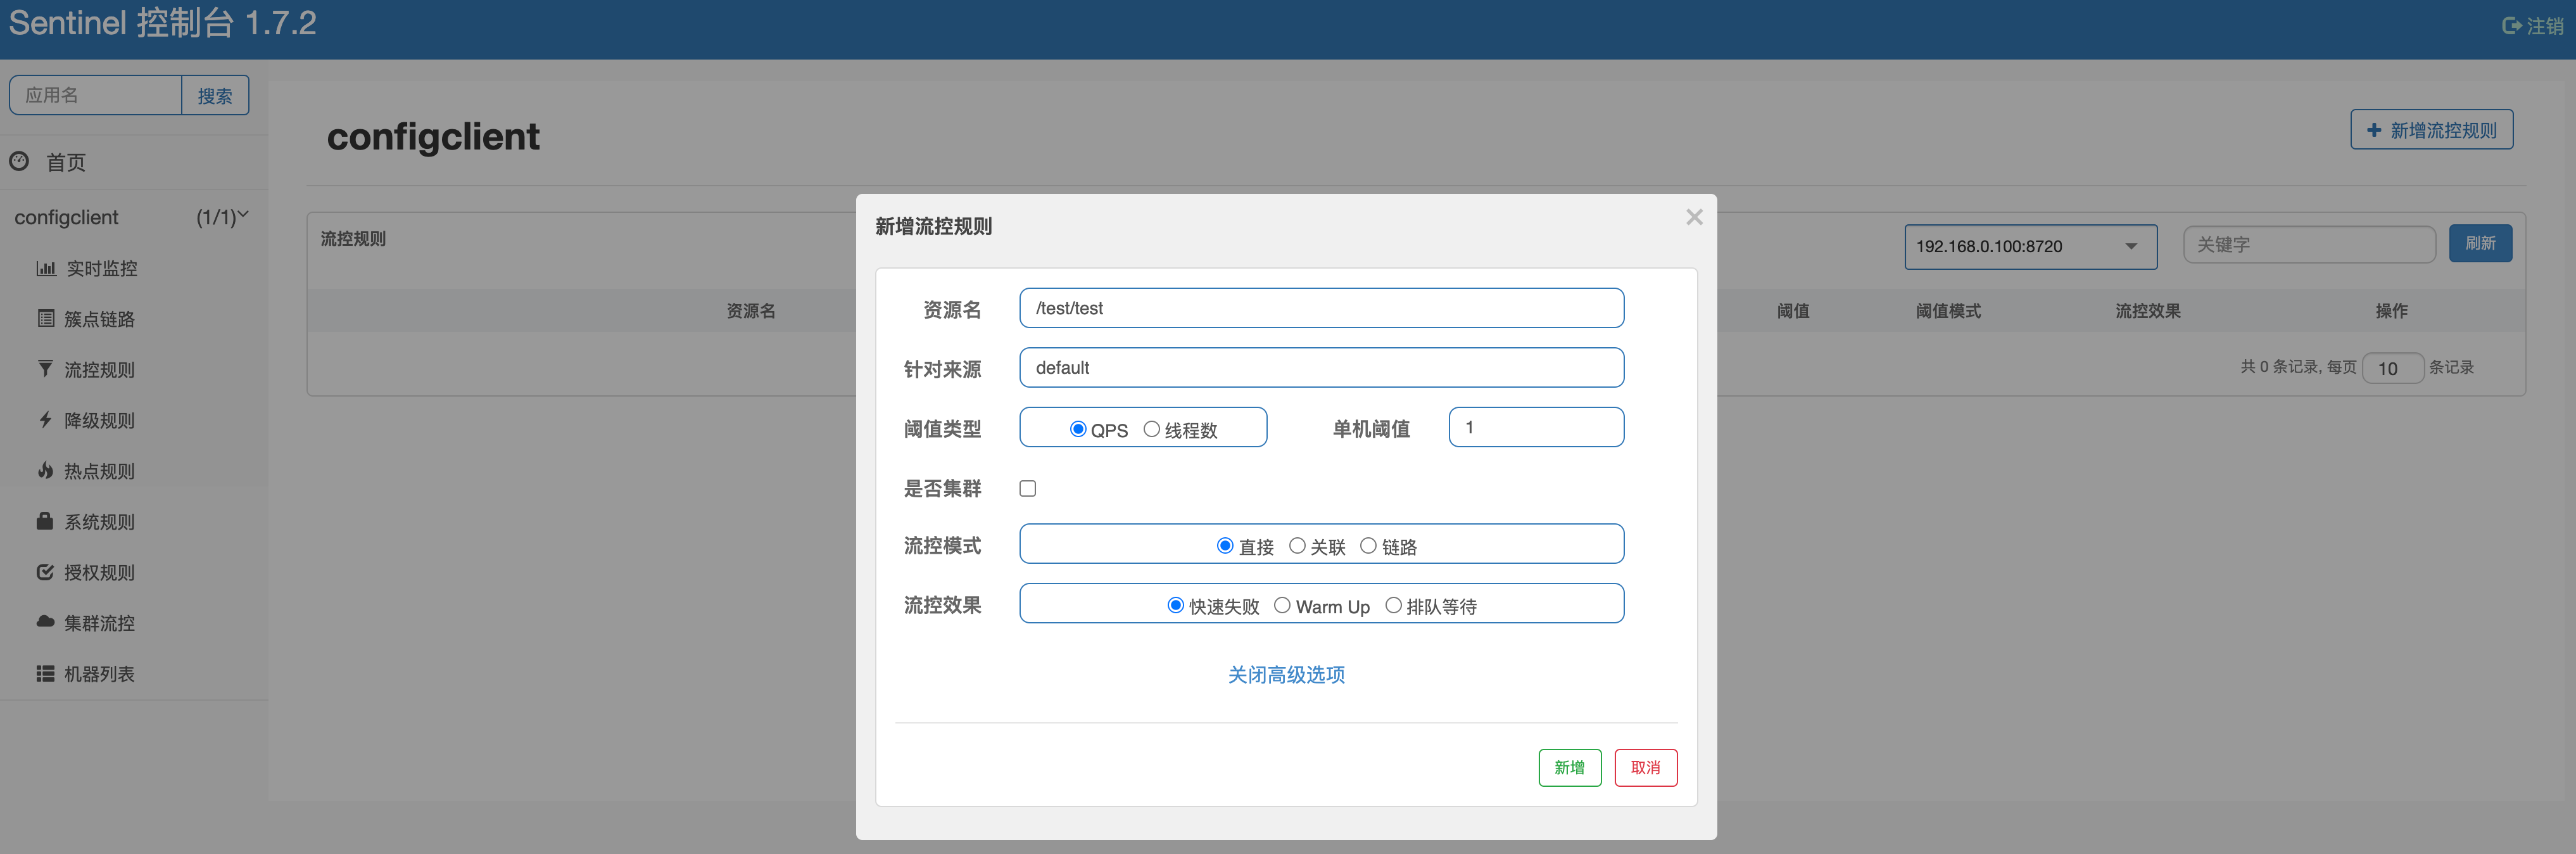 Sentinel 控制台 1.7.2
注销
应用名 搜索
首页
configclient (1/1)
实时监控
簇点链路
流控规则
降级规则
热点规则
系统规则
授权规则
集群流控
机器列表
configclient
新增流控规则
流控规则
192.168.0.100:8720 关键字 刷新
资源名 阈值 阈值模式 流控效果 操作
共 0 条记录, 每页 10 条记录
新增流控规则
×
资源名 /test/test
针对来源 default
阈值类型 QPS 线程数 单机阈值 1
是否集群
流控模式 直接 关联 链路
流控效果 快速失败 Warm Up 排队等待
关闭高级选项
新增 取消